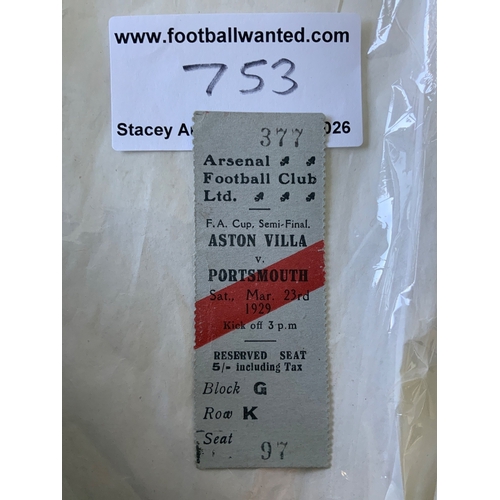 www.footballwanted.com
753
Stacey 026
377
Arsenal
Football Club
Ltd.
F.A. Cup, Semi-Final.
ASTON VILLA
v.
PORTSMOUTH
Sat., Mar. 23rd
1929
Kick off 3 p.m
RESERVED SEAT
5/- including Tax
Block G
Row K
Seat
97